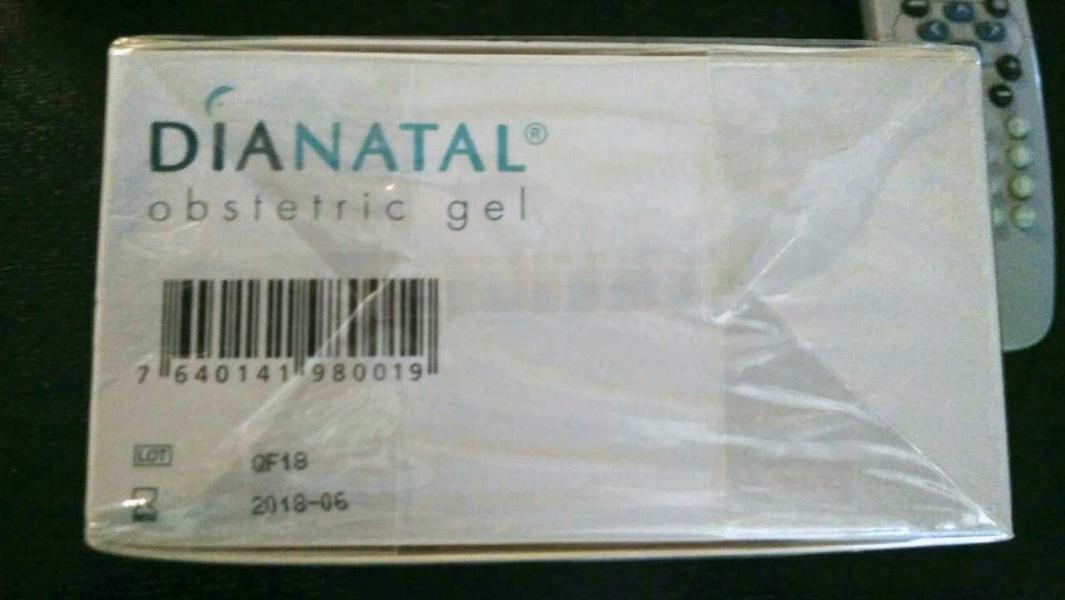 DIANATAL®
obstetric gel
7 640141 980019
LOT QF18
2018-06